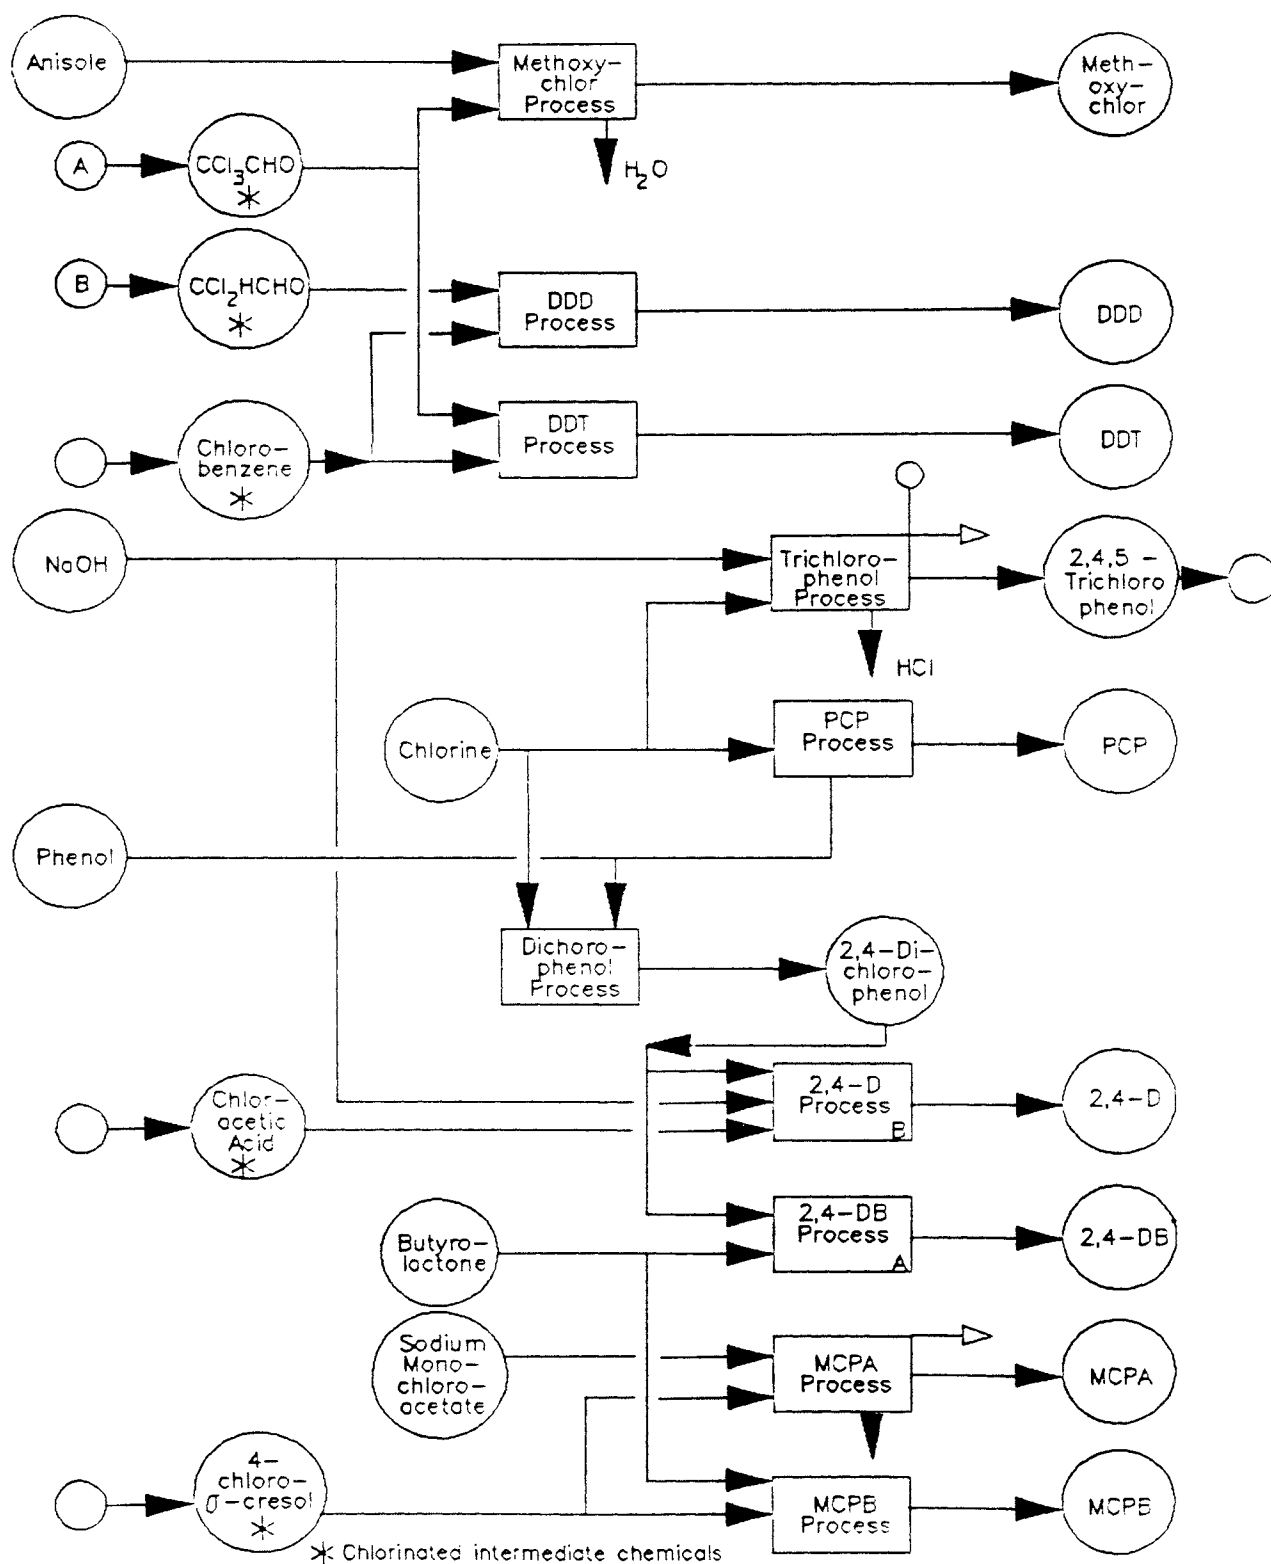 Anisole
Methoxy-
chlor
Process
Meth-
oxy-
chlor
A
CCl3CHO
*
H2O
B
CCl2HCHO
*
DDD
Process
DDD
Chloro-
benzene
*
DDT
Process
DDT
NaOH
Trichloro-
phenol
Process
2,4,5-
Trichloro
phenol
HCl
Chlorine
PCP
Process
PCP
Phenol
Dichoro-
phenol
Process
2,4-Di-
chloro-
phenol
Chlor-
acetic
Acid
*
2,4-D
Process
B
2,4-D
Butyro-
lactone
2,4-DB
Process
A
2,4-DB
Sodium
Mono-
chloro-
acetate
MCPA
Process
MCPA
4-
chloro-
σ-cresol
*
MCPB
Process
MCPB
* Chlorinated intermediate chemicals